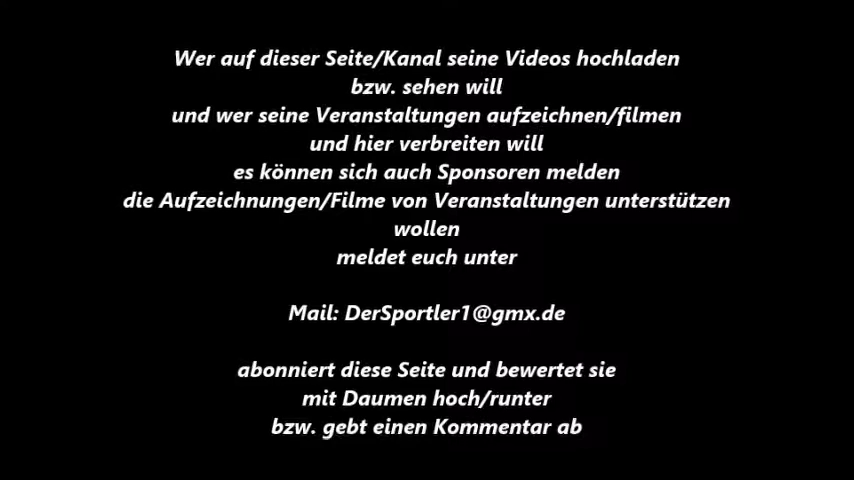 Wer auf dieser Seite/Kanal seine Videos hochladen
bzw. sehen will
und wer seine Veranstaltungen aufzeichnen/filmen
und hier verbreiten will
es können sich auch Sponsoren melden
die Aufzeichnungen/Filme von Veranstaltungen unterstützen
wollen
meldet euch unter
Mail: DerSportler1@gmx.de
abonniert diese Seite und bewertet sie
mit Daumen hoch/runter
bzw. gebt einen Kommentar ab